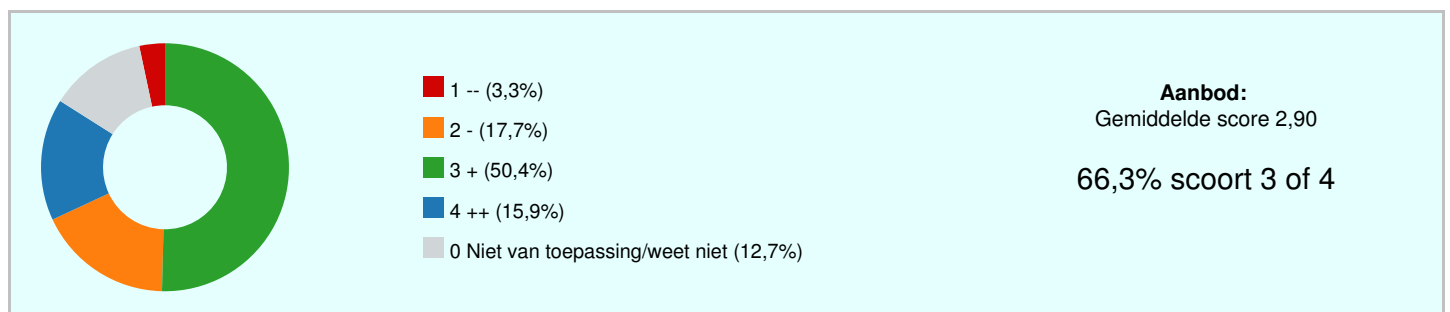 1 -- (3,3%)
2 - (17,7%)
3 + (50,4%)
4 ++ (15,9%)
0 Niet van toepassing/weet niet (12,7%)
Aanbod:
Gemiddelde score 2,90
66,3% scoort 3 of 4